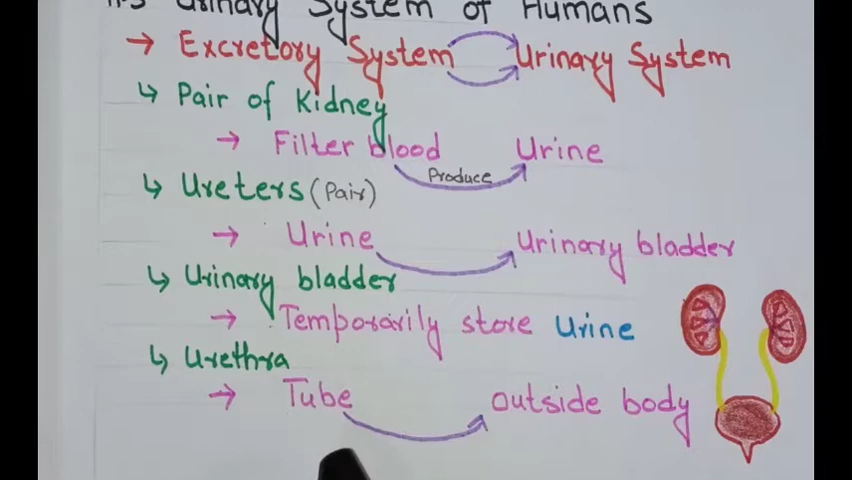 Urinary System of Humans
→ Excretory System Urinary System
↳ Pair of Kidney
→ Filter blood Produce Urine
↳ Ureters (Pair)
→ Urine Urinary bladder
↳ Urinary bladder
→ Temporarily store Urine
↳ Urethra
→ Tube outside body